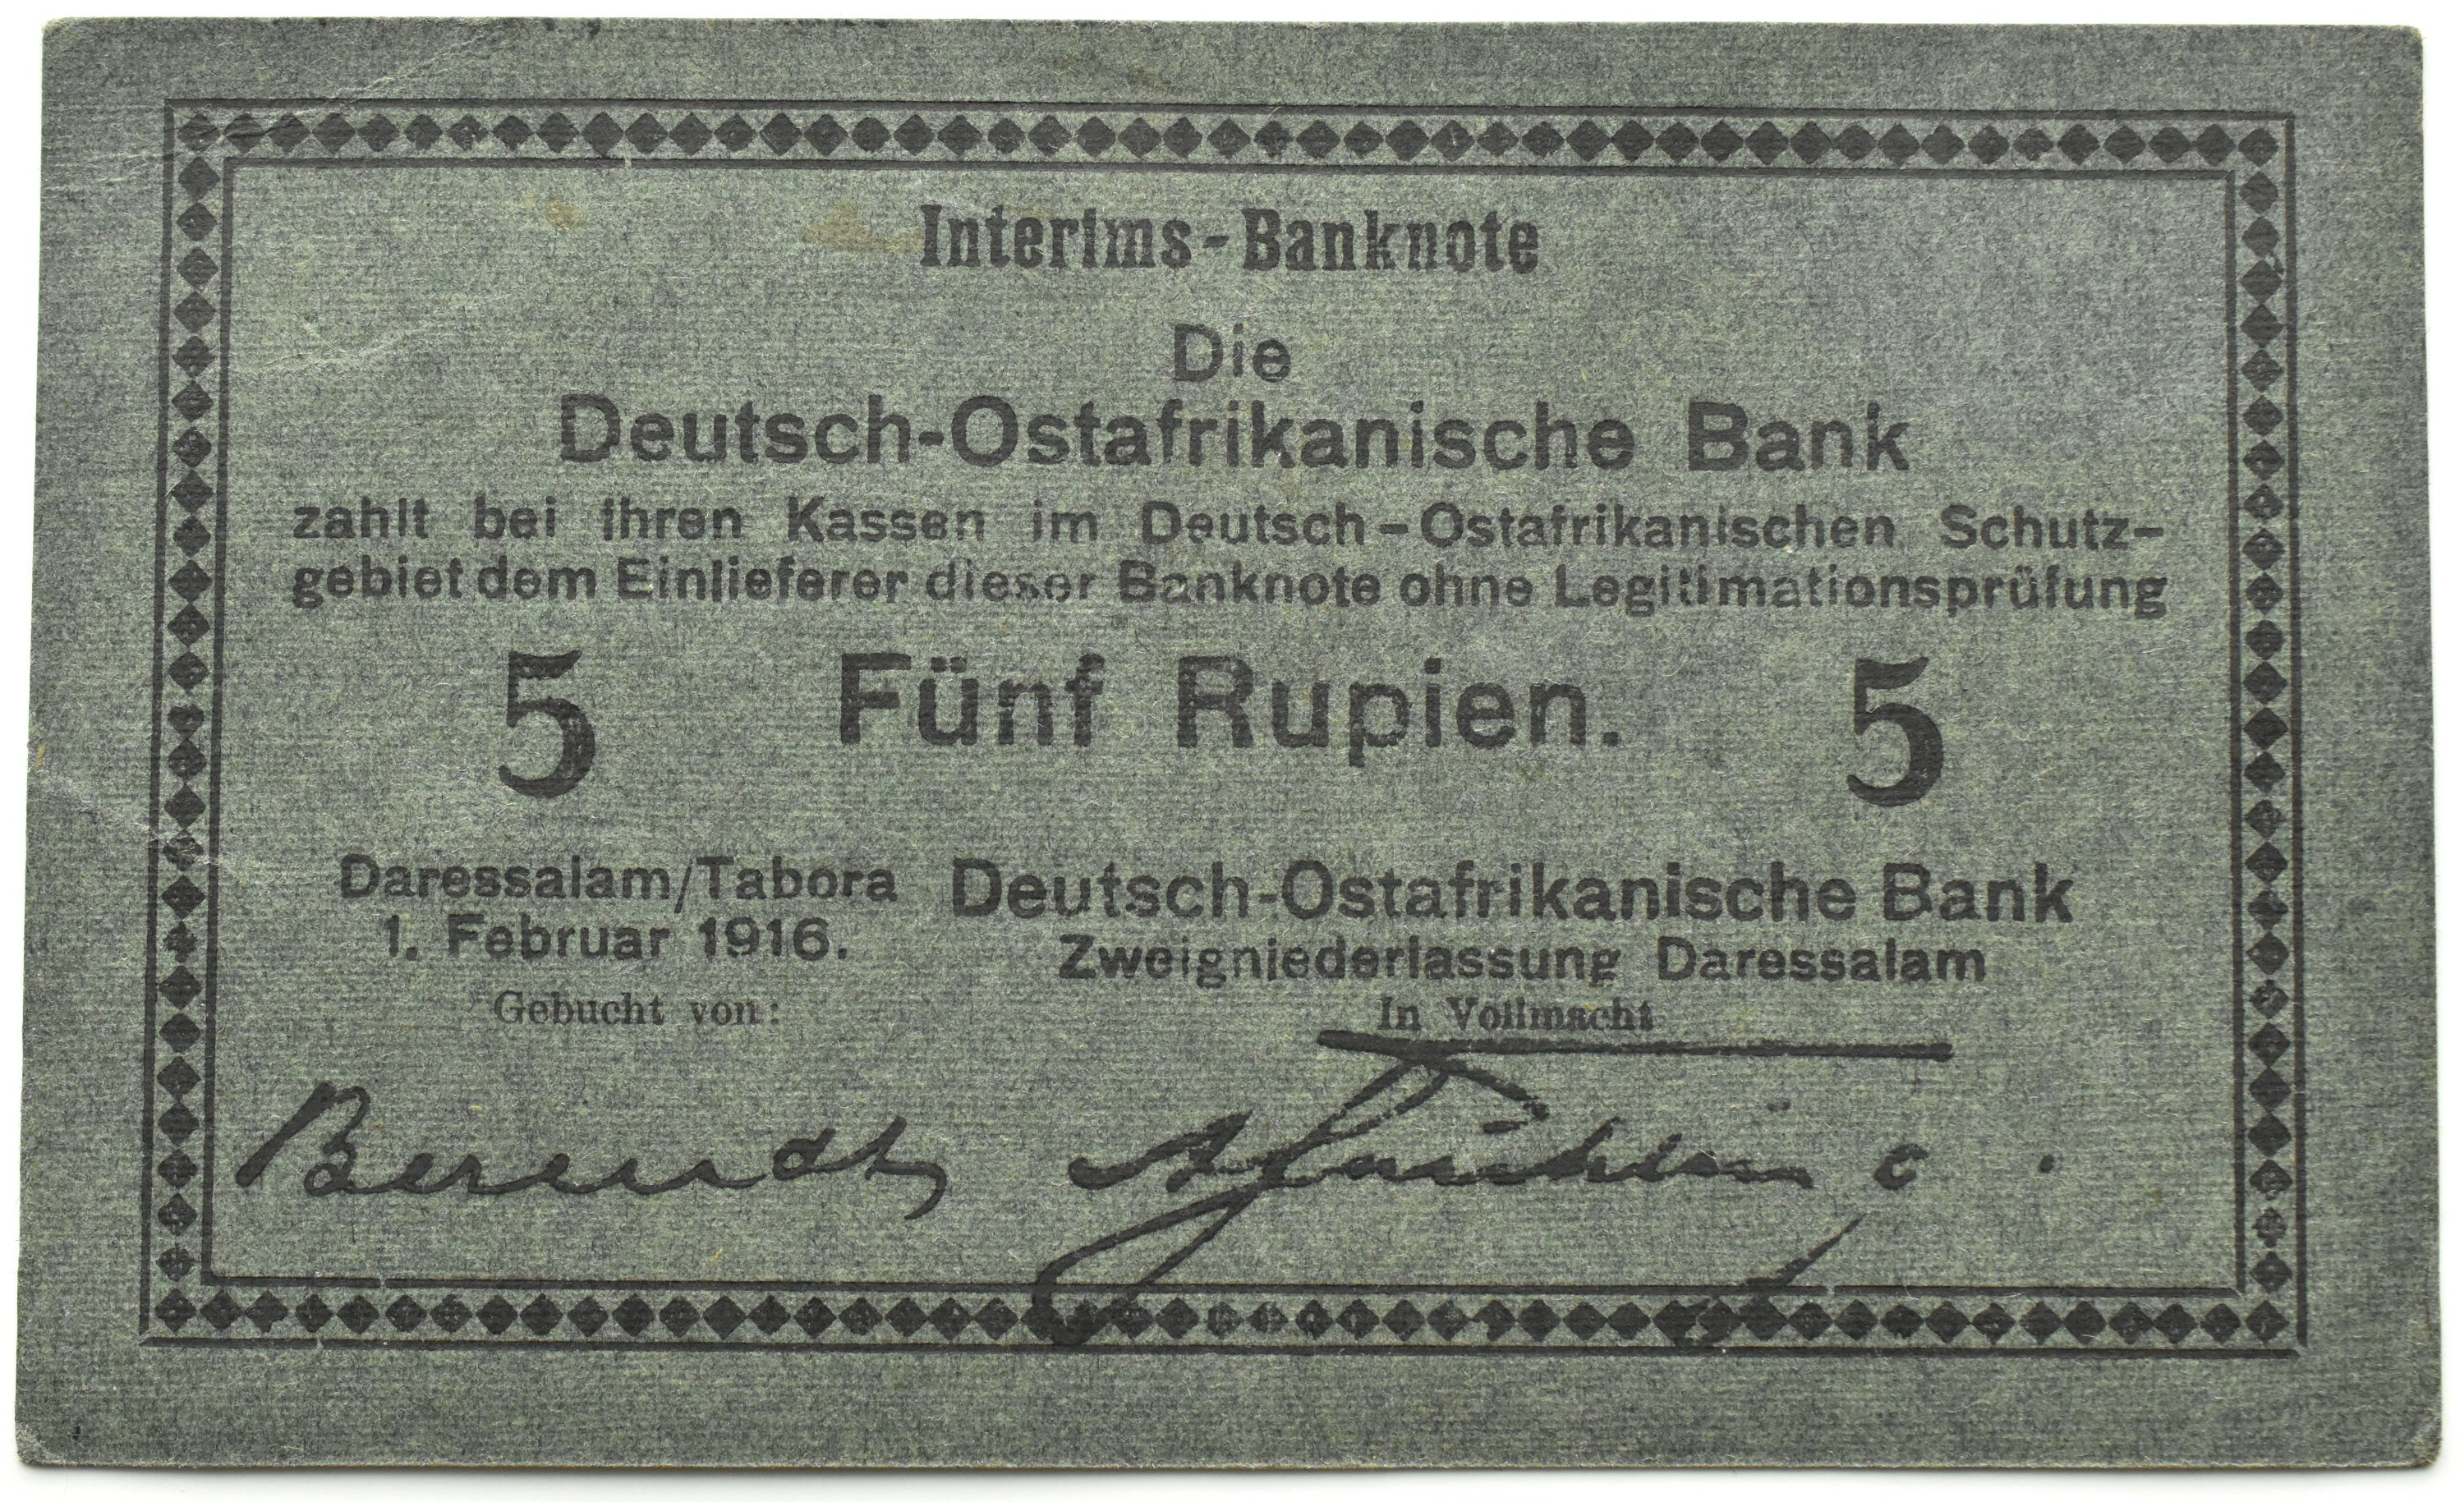 Interims-Banknote
Die
Deutsch-Ostafrikanische Bank
zahlt bei ihren Kassen im Deutsch-Ostafrikanischen Schutz-
gebiet dem Einlieferer dieser Banknote ohne Legitimationsprüfung
5 Fünf Rupien. 5
Daressalam/Tabora
1. Februar 1916.
Gebucht von:
Berendt
Deutsch-Ostafrikanische Bank
Zweigniederlassung Daressalam
In Vollmacht